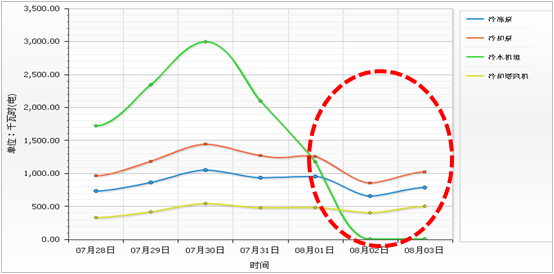 3,500.00
3,000.00
2,500.00
2,000.00
1,500.00
1,000.00
500.00
0.00
单位：千瓦时(电)
07月28日 07月29日 07月30日 07月31日 08月01日 08月02日 08月03日
时间
冷冻泵
冷却泵
冷水机组
冷却塔风机